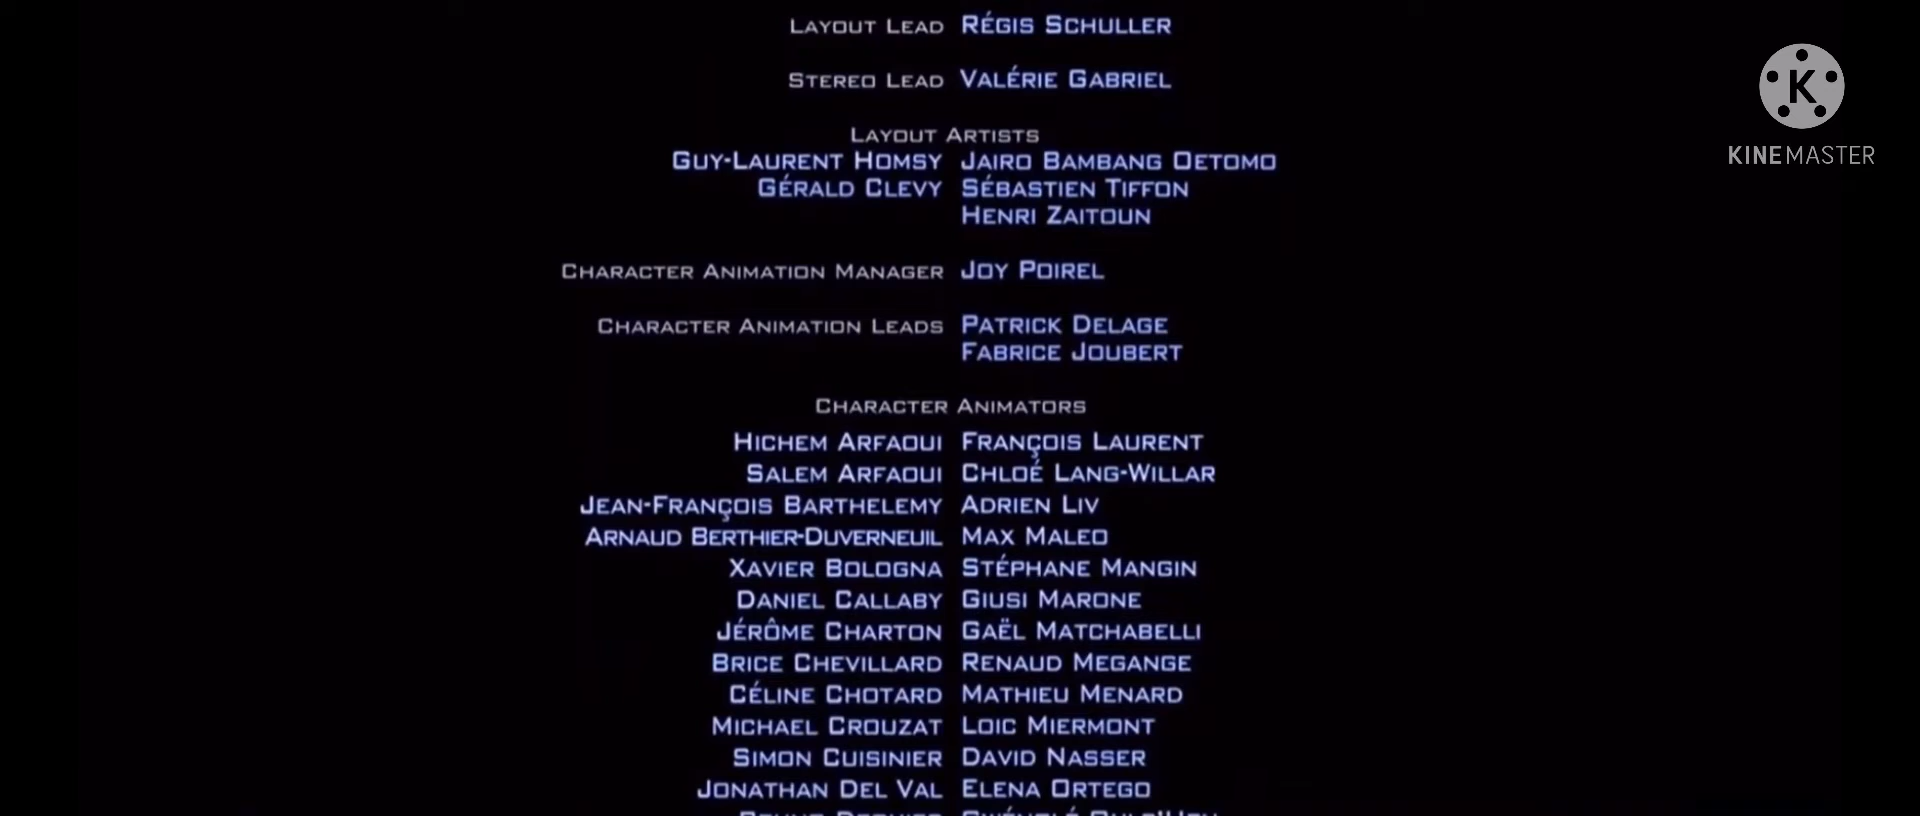 LAYOUT LEAD RÉGIS SCHULLER
STEREO LEAD VALÉRIE GABRIEL
LAYOUT ARTISTS
GUY-LAURENT HOMSY JAIRO BAMBANG OETOMO
GÉRALD CLEVY SÉBASTIEN TIFFON
HENRI ZAITOUN
CHARACTER ANIMATION MANAGER JOY POIREL
CHARACTER ANIMATION LEADS PATRICK DELAGE
FABRICE JOUBERT
CHARACTER ANIMATORS
HICHEM ARFAOUI FRANÇOIS LAURENT
SALEM ARFAOUI CHLOÉ LANG-WILLAR
JEAN-FRANÇOIS BARTHELEMY ADRIEN LIV
ARNAUD BERTHIER-DUVERNEUIL MAX MALEO
XAVIER BOLOGNA STÉPHANE MANGIN
DANIEL CALLABY GIUSI MARONE
JÉRÔME CHARTON GAËL MATCHABELLI
BRICE CHEVILLARD RENAUD MEGANGE
CÉLINE CHOTARD MATHIEU MENARD
MICHAEL CROUZAT LOIC MIERMONT
SIMON CUISINIER DAVID NASSER
JONATHAN DEL VAL ELENA ORTEGO
K
KINEMASTER